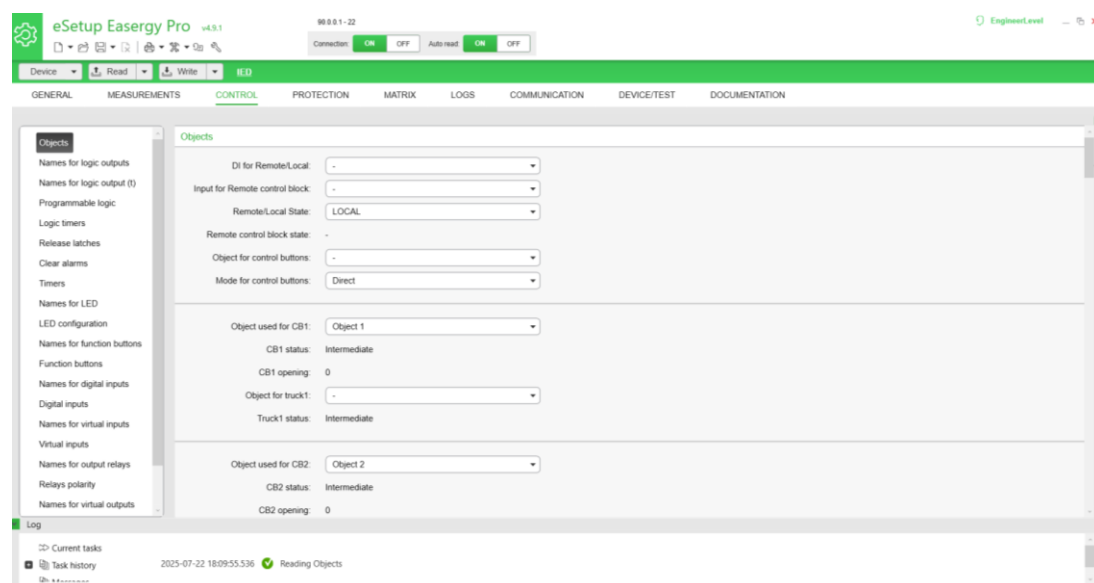 eSetup Easergy Pro v4.9.1
90.0.0.1 - 22
EngineerLevel
Connection: ON OFF Auto read: ON OFF
Device Read Write IED
GENERAL MEASUREMENTS CONTROL PROTECTION MATRIX LOGS COMMUNICATION DEVICE/TEST DOCUMENTATION
Objects
Names for logic outputs
Names for logic output (t)
Programmable logic
Logic timers
Release latches
Clear alarms
Timers
Names for LED
LED configuration
Names for function buttons
Function buttons
Names for digital inputs
Digital inputs
Names for virtual inputs
Virtual inputs
Names for output relays
Relays polarity
Names for virtual outputs
Objects
DI for Remote/Local: -
Input for Remote control block: -
Remote/Local State: LOCAL
Remote control block state: -
Object for control buttons: -
Mode for control buttons: Direct
Object used for CB1: Object 1
CB1 status: Intermediate
CB1 opening: 0
Object for truck1: -
Truck1 status: Intermediate
Object used for CB2: Object 2
CB2 status: Intermediate
CB2 opening: 0
Log
Current tasks
Task history
2025-07-22 18:09:55.536 Reading Objects